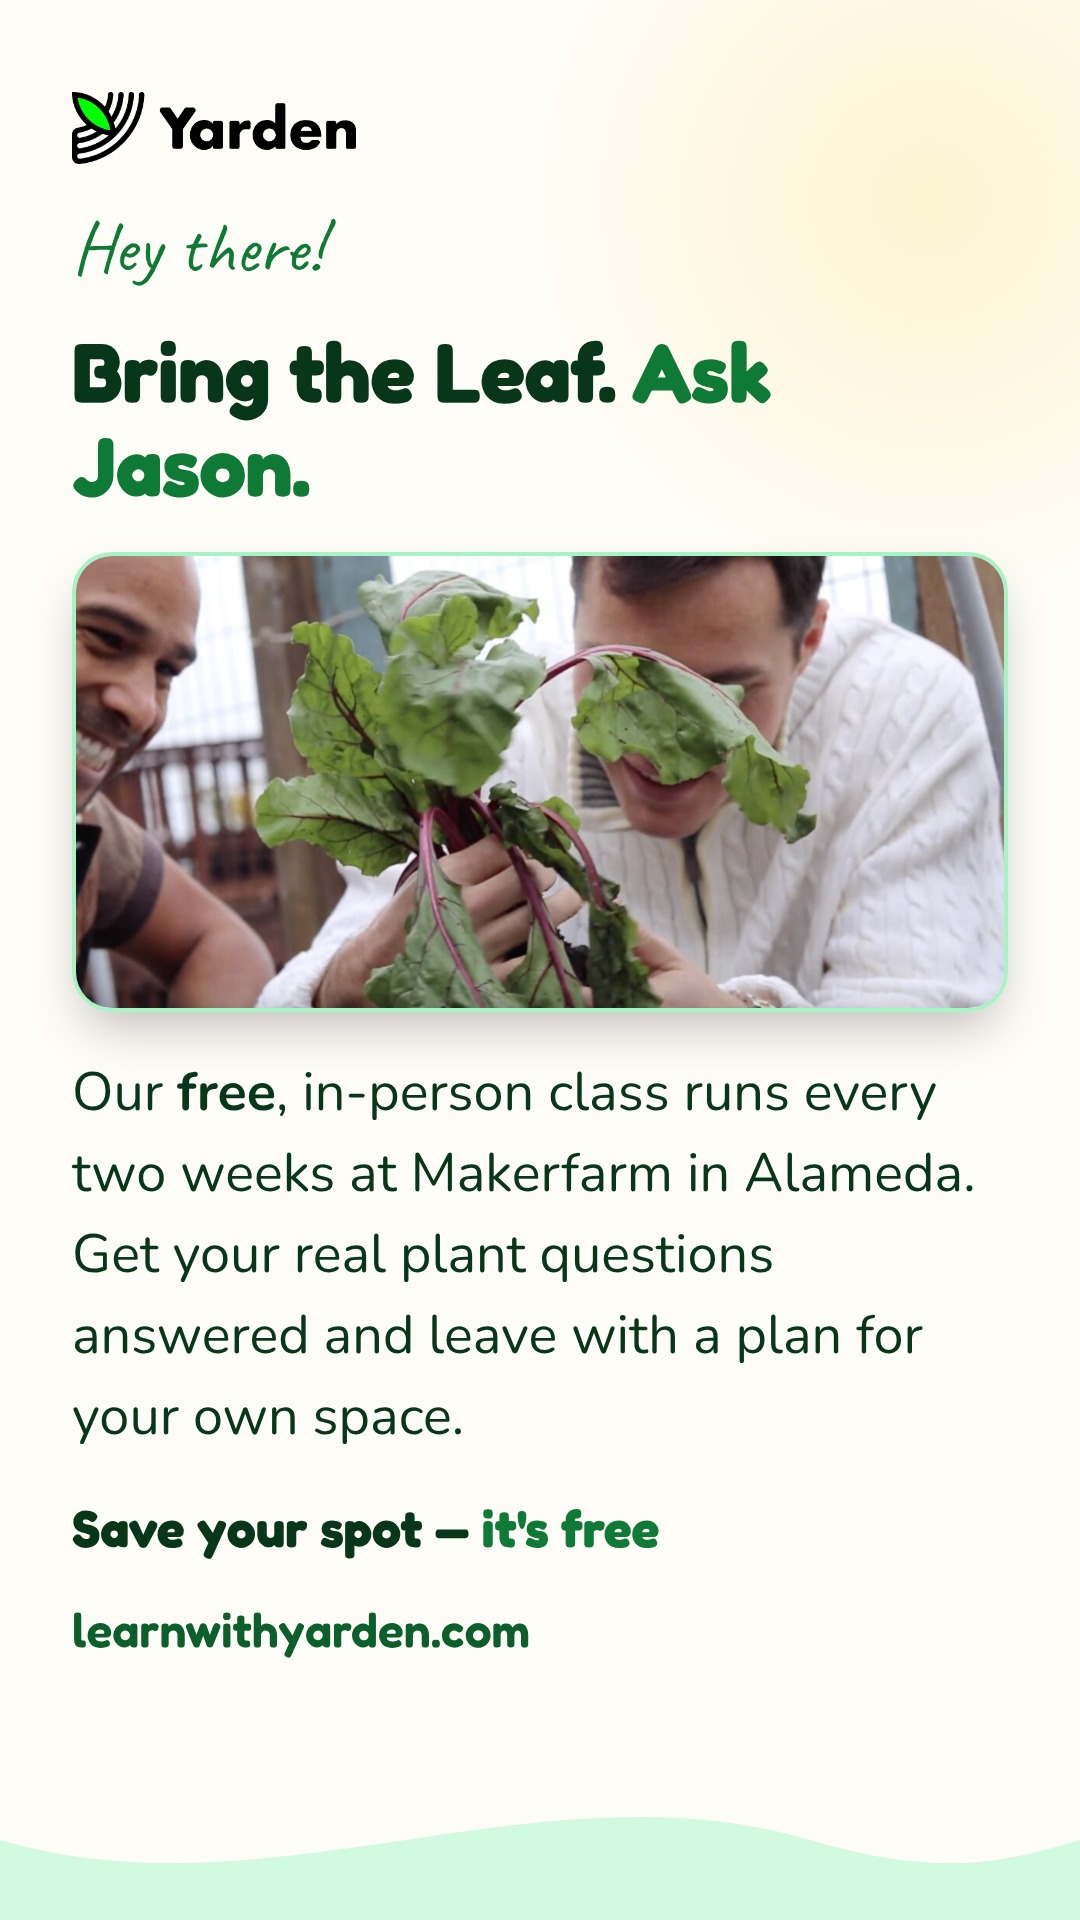 Yarden
Hey there!
Bring the Leaf. Ask
Jason.
Our free, in-person class runs every
two weeks at Makerfarm in Alameda.
Get your real plant questions
answered and leave with a plan for
your own space.
Save your spot — it's free
learnwithyarden.com